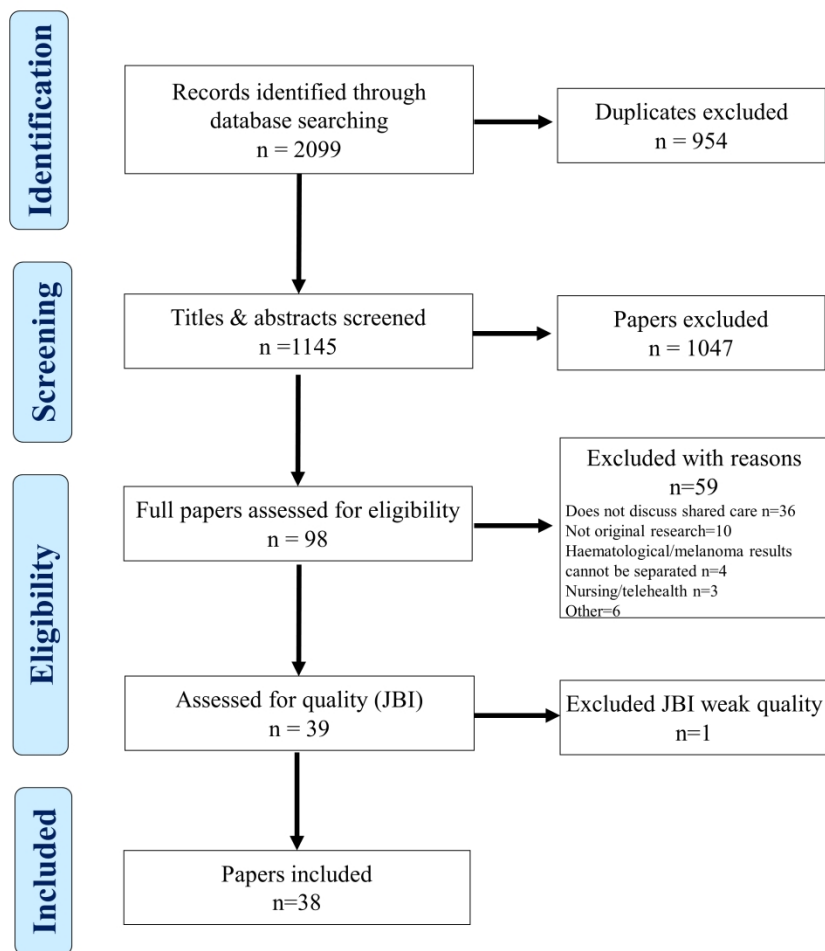 Identification
Records identified through
database searching
n = 2099
Duplicates excluded
n = 954
Screening
Titles & abstracts screened
n =1145
Papers excluded
n = 1047
Eligibility
Full papers assessed for eligibility
n = 98
Excluded with reasons
n=59
Does not discuss shared care n=36
Not original research=10
Haematological/melanoma results
cannot be separated n=4
Nursing/telehealth n=3
Other=6
Assessed for quality (JBI)
n = 39
Excluded JBI weak quality
n=1
Included
Papers included
n=38